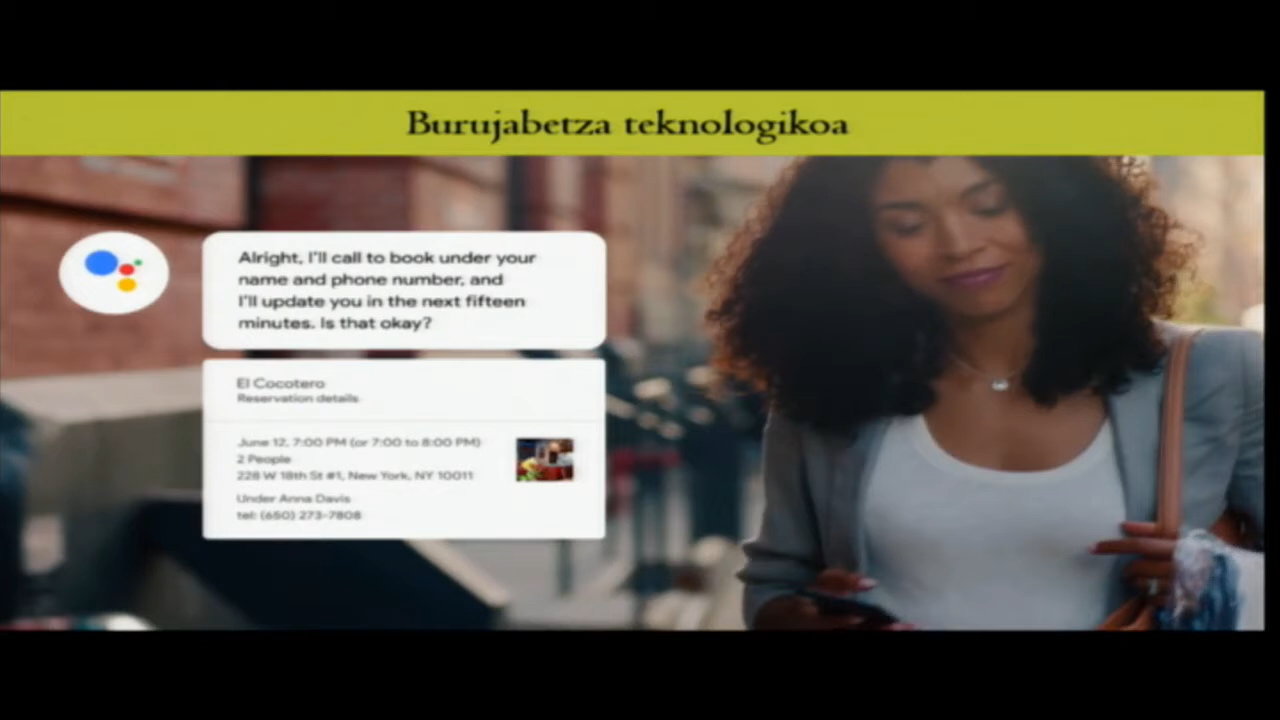 Burujabetza teknologikoa
Alright, I'll call to book under your
name and phone number, and
I'll update you in the next fifteen
minutes. Is that okay?
El Cocotero
Reservation details
June 12, 7:00 PM (or 7:00 to 8:00 PM)
2 People
228 W 18th St #1, New York, NY 10011
Under Anna Davis
tel: (650) 273-7808